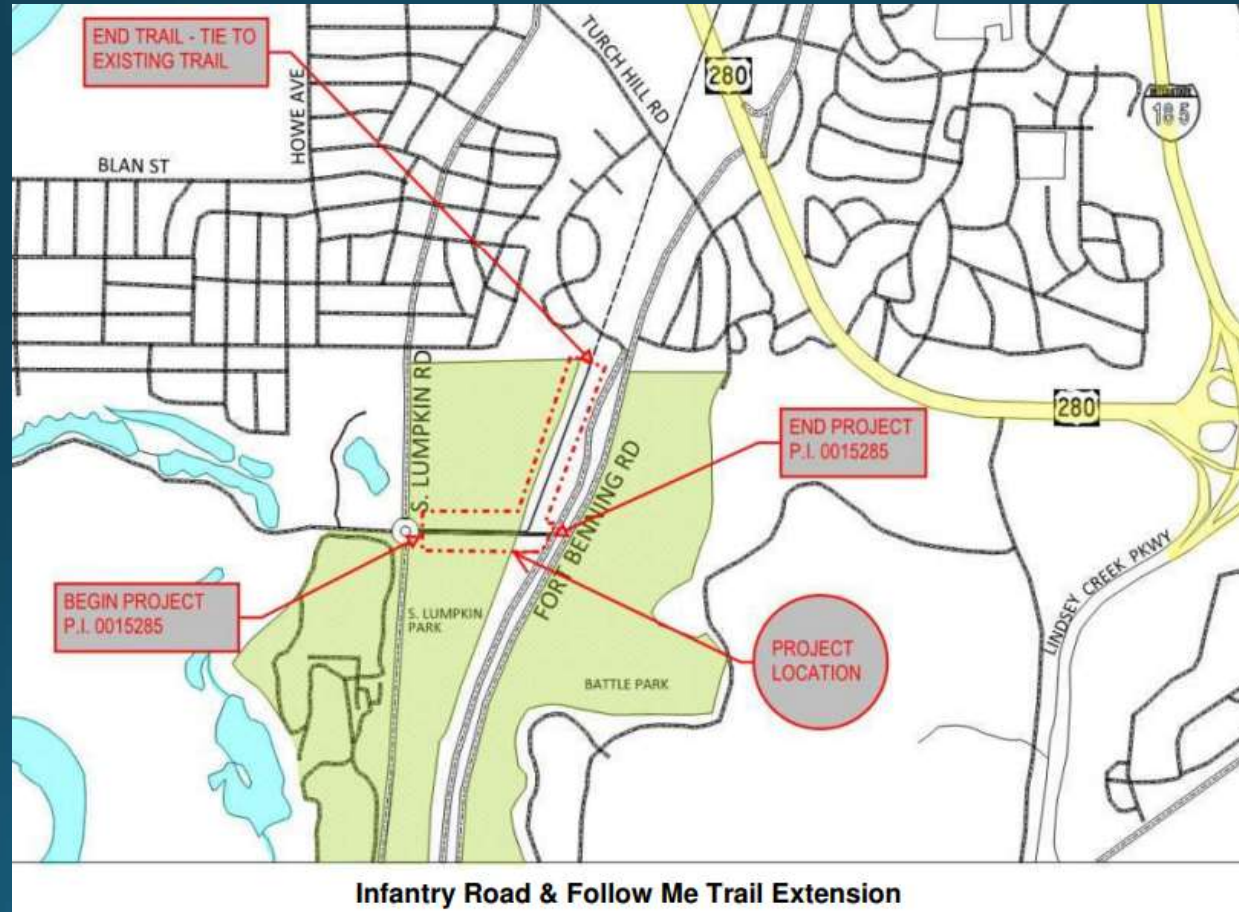 END TRAIL - TIE TO
EXISTING TRAIL
HOWE AVE
TURCH HILL RD
280
INTERSTATE
185
BLAN ST
S. LUMPKIN RD
280
END PROJECT
P.I. 0015285
FORT BENNING RD
LINDSEY CREEK PKWY
BEGIN PROJECT
P.I. 0015285
S. LUMPKIN
PARK
PROJECT
LOCATION
BATTLE PARK
Infantry Road & Follow Me Trail Extension